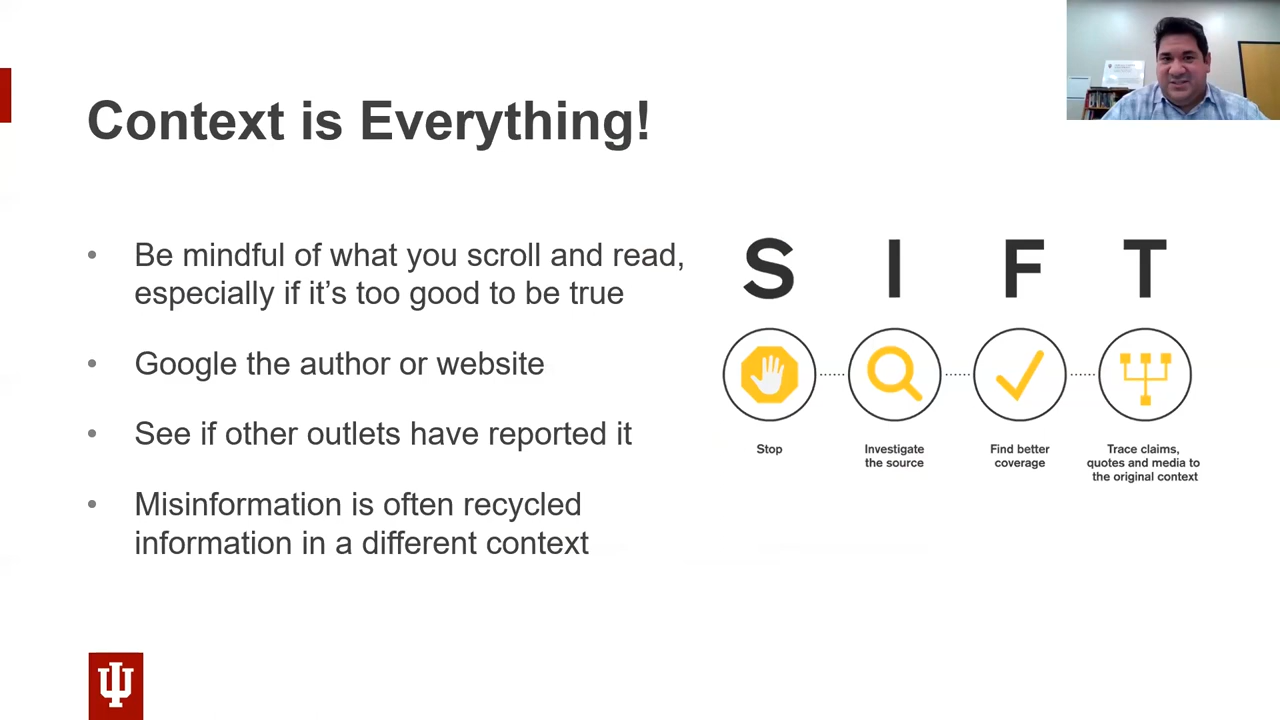 Context is Everything!
• Be mindful of what you scroll and read,
especially if it’s too good to be true
• Google the author or website
• See if other outlets have reported it
• Misinformation is often recycled
information in a different context
S I F T
Stop
Investigate
the source
Find better
coverage
Trace claims,
quotes and media to
the original context